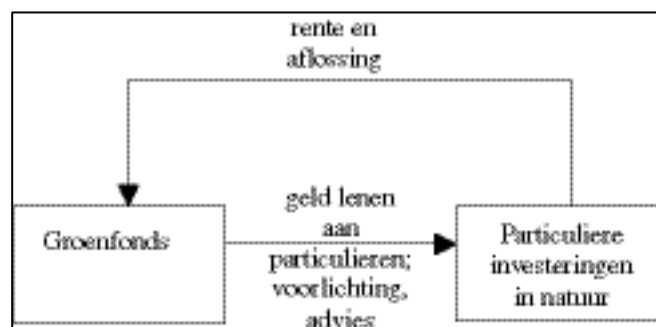 rente en
aflossing
Groenfonds
geld lenen
aan
particulieren;
voorlichting,
advies
Particuliere
investeringen
in natuur